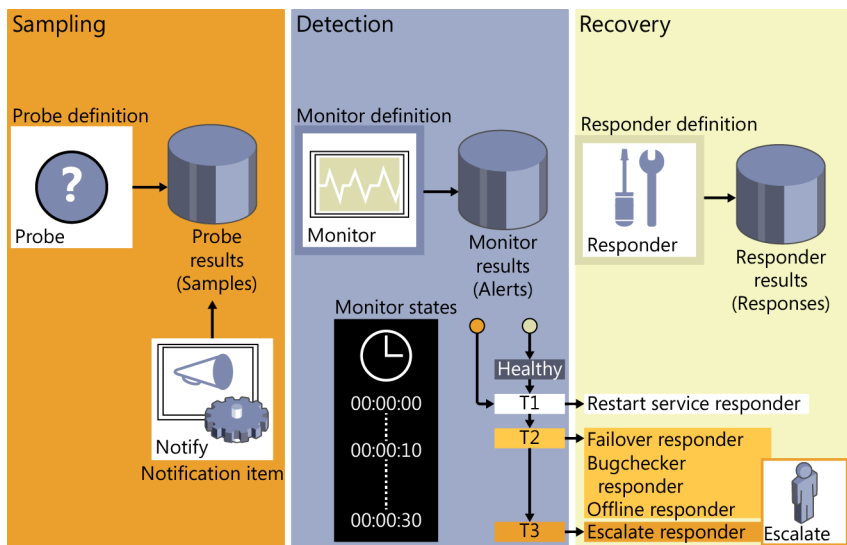 Sampling
Probe definition
?
Probe
Probe
results
(Samples)
Notify
Notification item
Detection
Monitor definition
Monitor
Monitor
results
(Alerts)
Monitor states
00:00:00
00:00:10
00:00:30
Healthy
T1
T2
T3
Recovery
Responder definition
Responder
Responder
results
(Responses)
Restart service responder
Failover responder
Bugchecker
responder
Offline responder
Escalate responder
Escalate